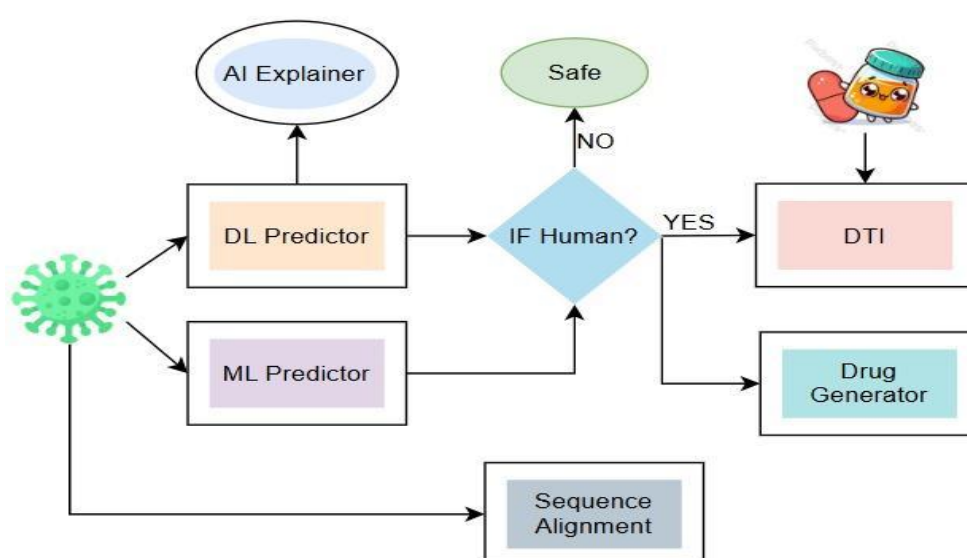 AI Explainer
Safe
NO
DL Predictor
IF Human?
YES
DTI
ML Predictor
Drug
Generator
Sequence
Alignment